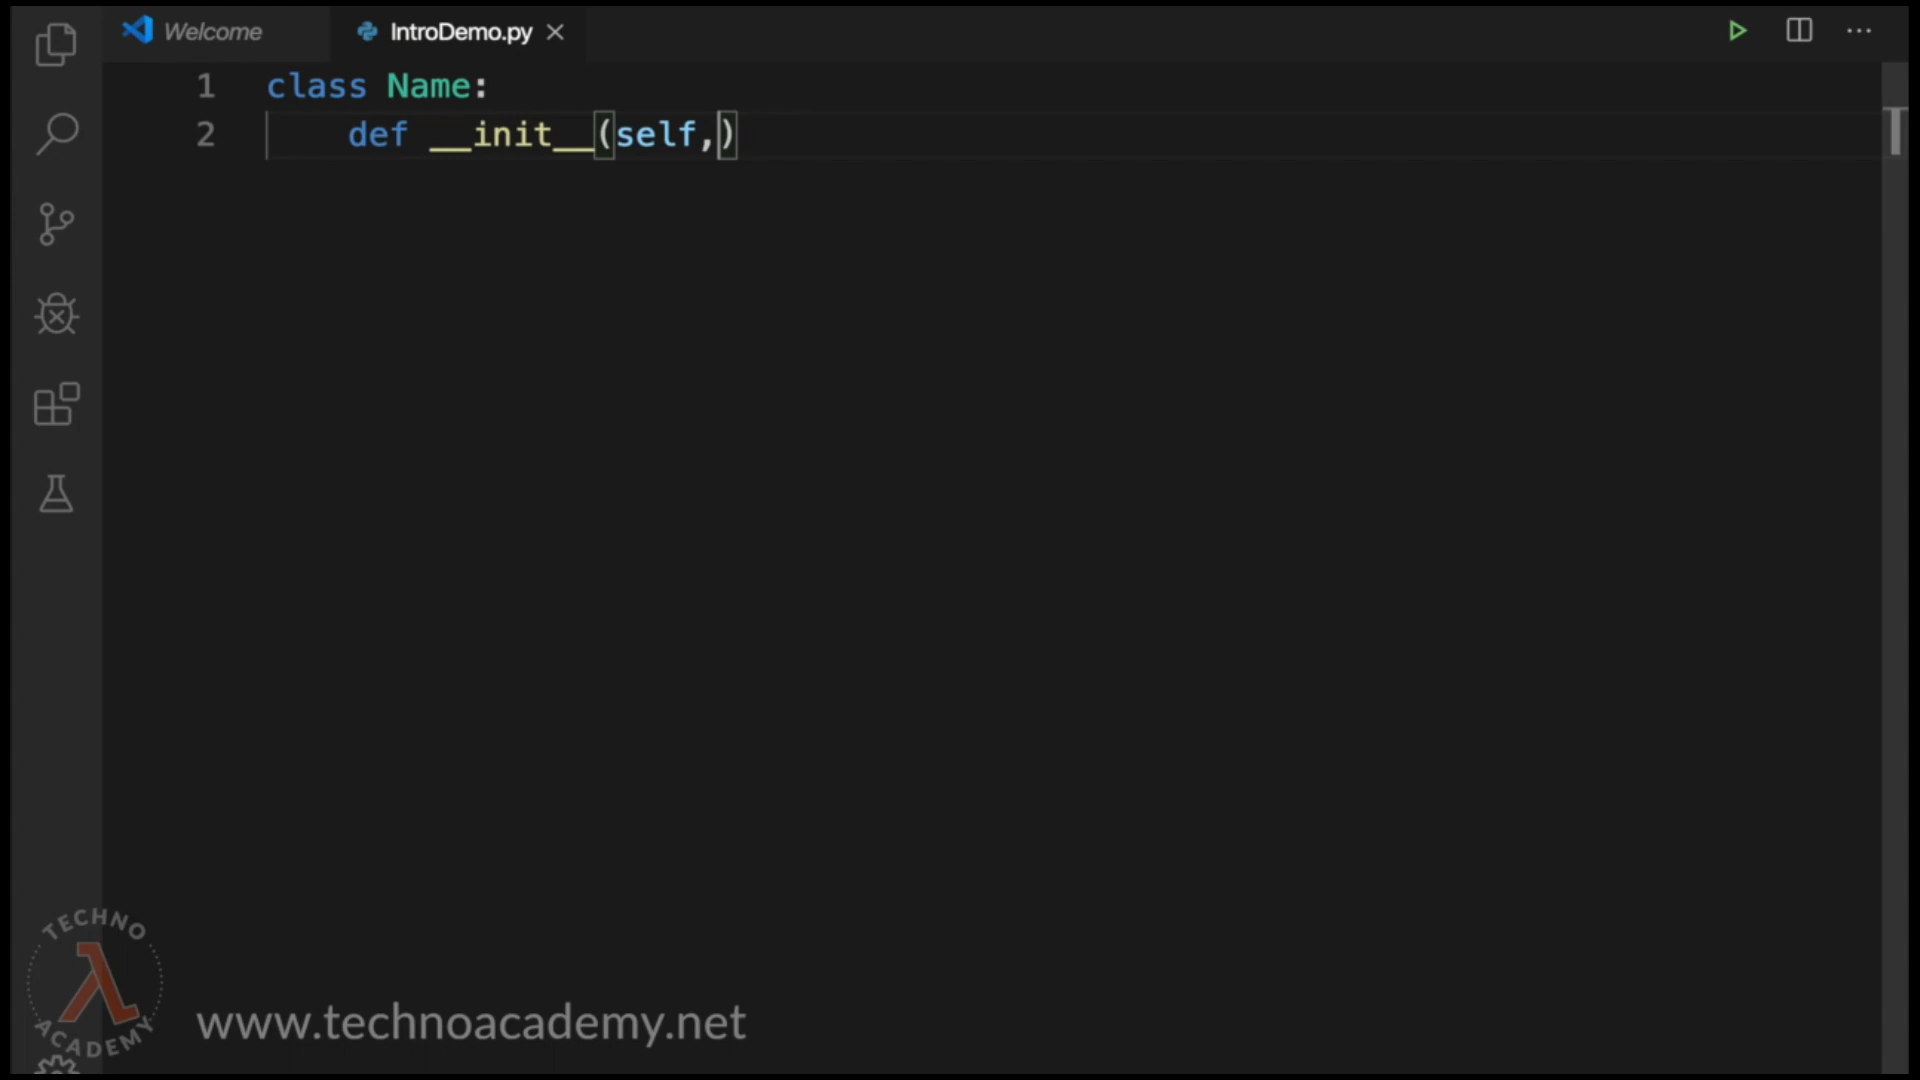 Welcome
IntroDemo.py
1 class Name:
2 def __init__(self,)
TECHNO
ACADEMY
www.technoacademy.net